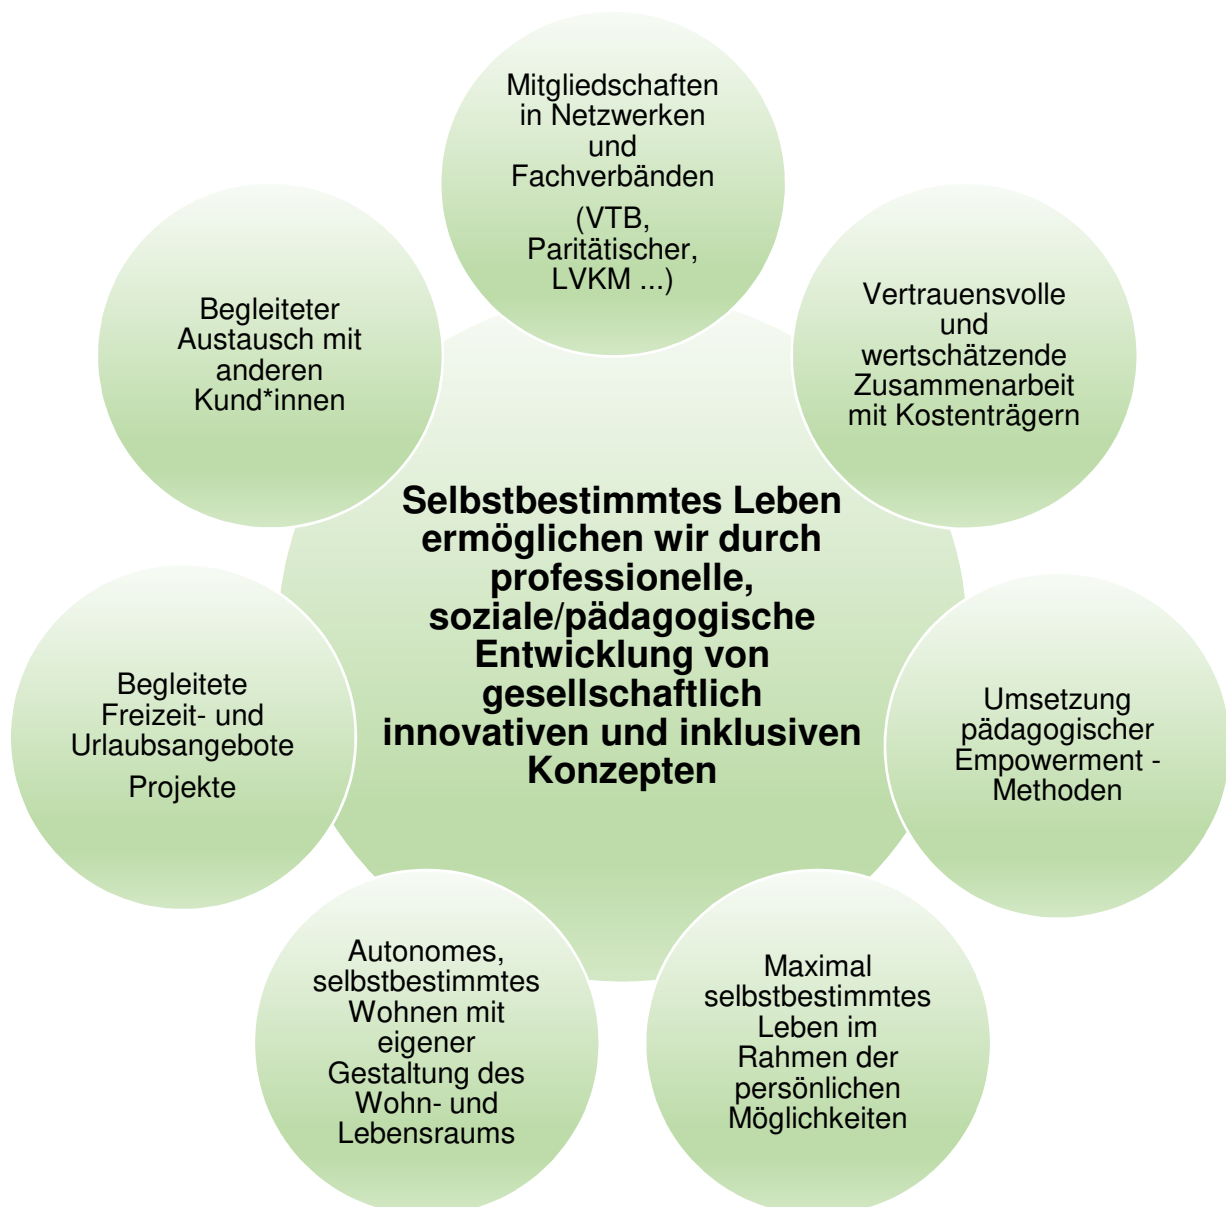 Mitgliedschaften
in Netzwerken
und
Fachverbänden
(VTB,
Paritätischer,
LVKM ...)
Vertrauensvolle
und
wertschätzende
Zusammenarbeit
mit Kostenträgern
Umsetzung
pädagogischer
Empowerment -
Methoden
Maximal
selbstbestimmtes
Leben im
Rahmen der
persönlichen
Möglichkeiten
Autonomes,
selbstbestimmtes
Wohnen mit
eigener
Gestaltung des
Wohn- und
Lebensraums
Begleitete
Freizeit- und
Urlaubsangebote
Projekte
Begleiteter
Austausch mit
anderen
Kund*innen
Selbstbestimmtes Leben
ermöglichen wir durch
professionelle,
soziale/pädagogische
Entwicklung von
gesellschaftlich
innovativen und inklusiven
Konzepten